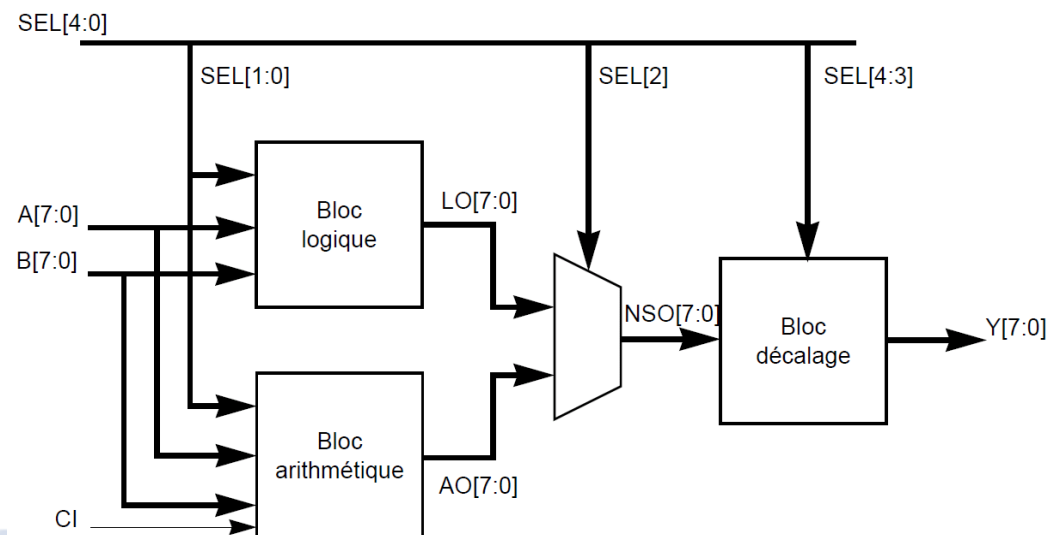 SEL[4:0]
SEL[1:0]
SEL[2]
SEL[4:3]
A[7:0]
B[7:0]
Bloc
logique
LO[7:0]
NSO[7:0]
Bloc
décalage
Y[7:0]
Bloc
arithmétique
AO[7:0]
CI